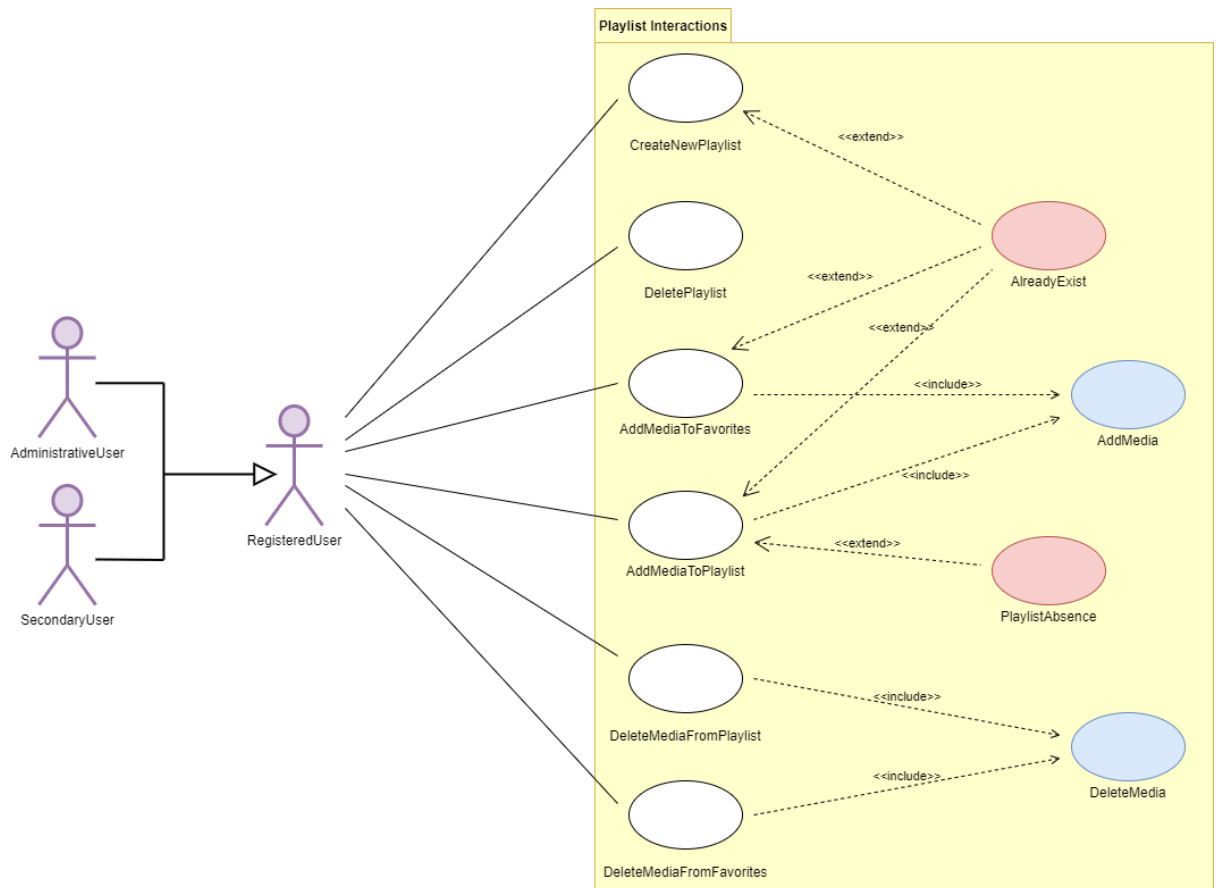 Playlist Interactions
CreateNewPlaylist
<<extend>>
DeletePlaylist
<<extend>>
AlreadyExist
<<extend>>
AddMediaToFavorites
<<include>>
AddMedia
AdministrativeUser
<<include>>
RegisteredUser
AddMediaToPlaylist
<<extend>>
PlaylistAbsence
SecondaryUser
DeleteMediaFromPlaylist
<<include>>
<<include>>
DeleteMedia
DeleteMediaFromFavorites